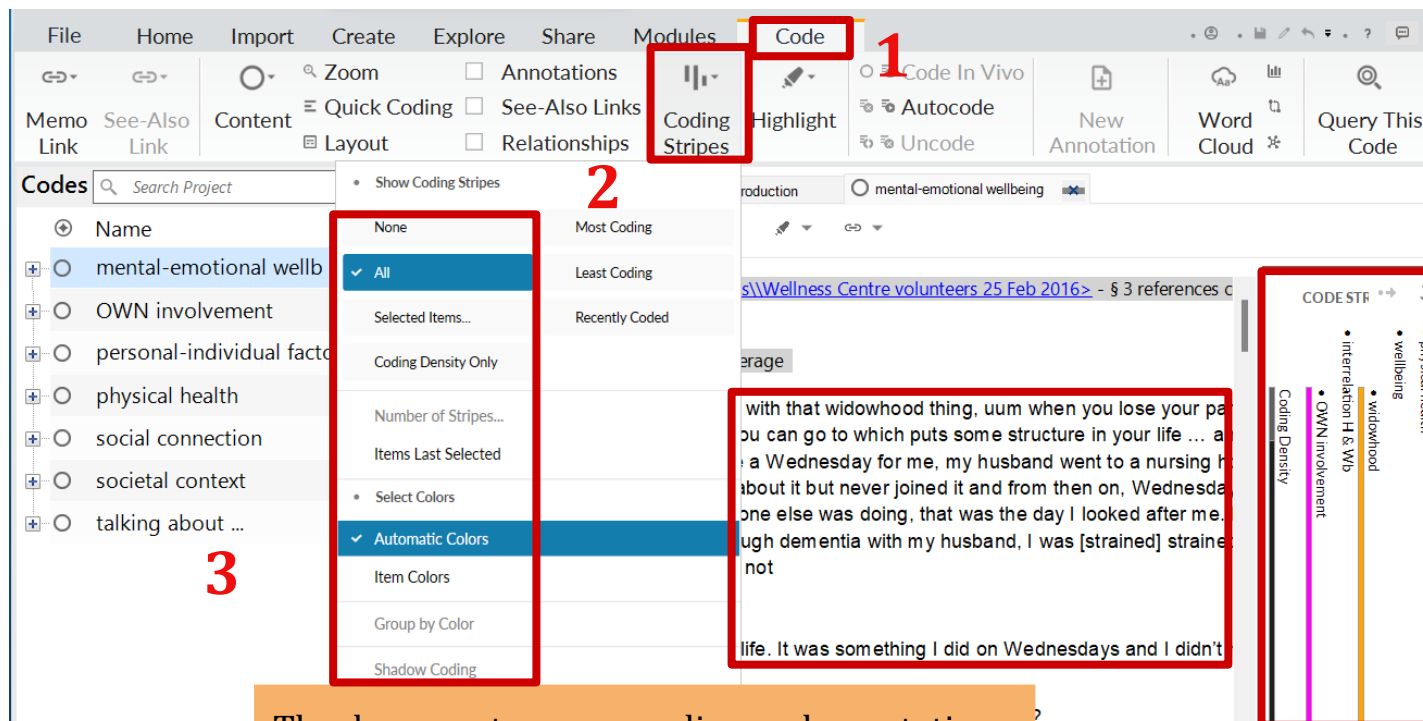 File Home Import Create Explore Share Modules Code
1
Zoom Annotations Code In Vivo
Quick Coding See-Also Links Autocode
Layout Relationships Uncode
Memo Link
See-Also Link
Content
Coding Stripes
Highlight
New Annotation
Word Cloud
Query This Code
Codes Search Project
Name
mental-emotional wellb
OWN involvement
personal-individual facto
physical health
social connection
societal context
talking about ...
3
Show Coding Stripes
2
None Most Coding
All Least Coding
Selected Items... Recently Coded
Coding Density Only
Number of Stripes...
Items Last Selected
Select Colors
Automatic Colors
Item Colors
Group by Color
Shadow Coding
roduction mental-emotional wellbeing
s\\Wellness Centre volunteers 25 Feb 2016> - § 3 references c
erage
with that widowhood thing, uum when you lose your pa
ou can go to which puts some structure in your life … a
a Wednesday for me, my husband went to a nursing h
about it but never joined it and from then on, Wednesda
one else was doing, that was the day I looked after me.
ugh dementia with my husband, I was [strained] straine
not
life. It was something I did on Wednesdays and I didn't
?
CODE STR
Coding Density
OWN involvement
interrelation H & Wb
widowhood
wellbeing